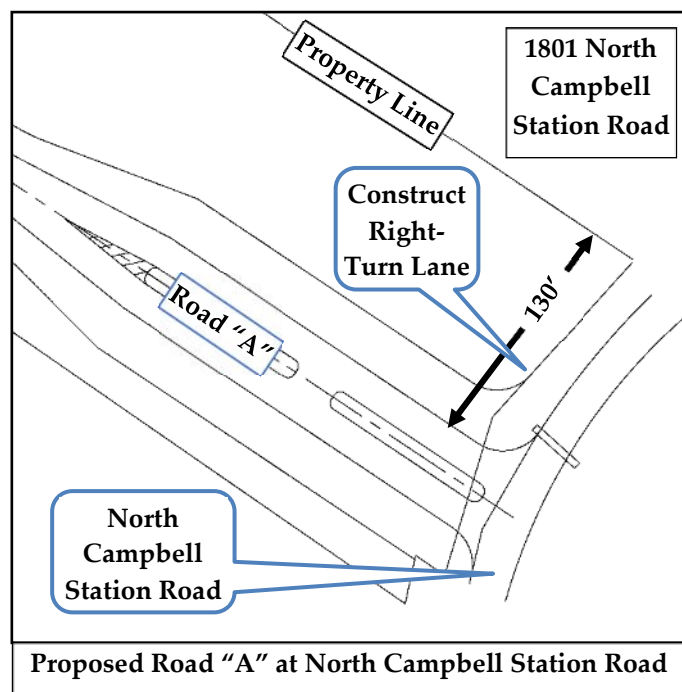 Property Line
1801 North
Campbell
Station Road
Construct
Right-
Turn Lane
130′
Road “A”
North
Campbell
Station Road
Proposed Road “A” at North Campbell Station Road